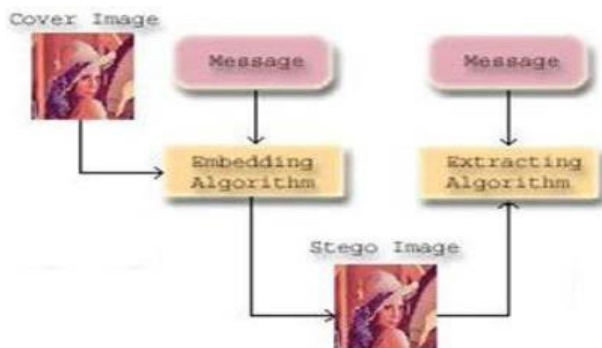 Cover Image
Message
Message
Embedding
Algorithm
Extracting
Algorithm
Stego Image